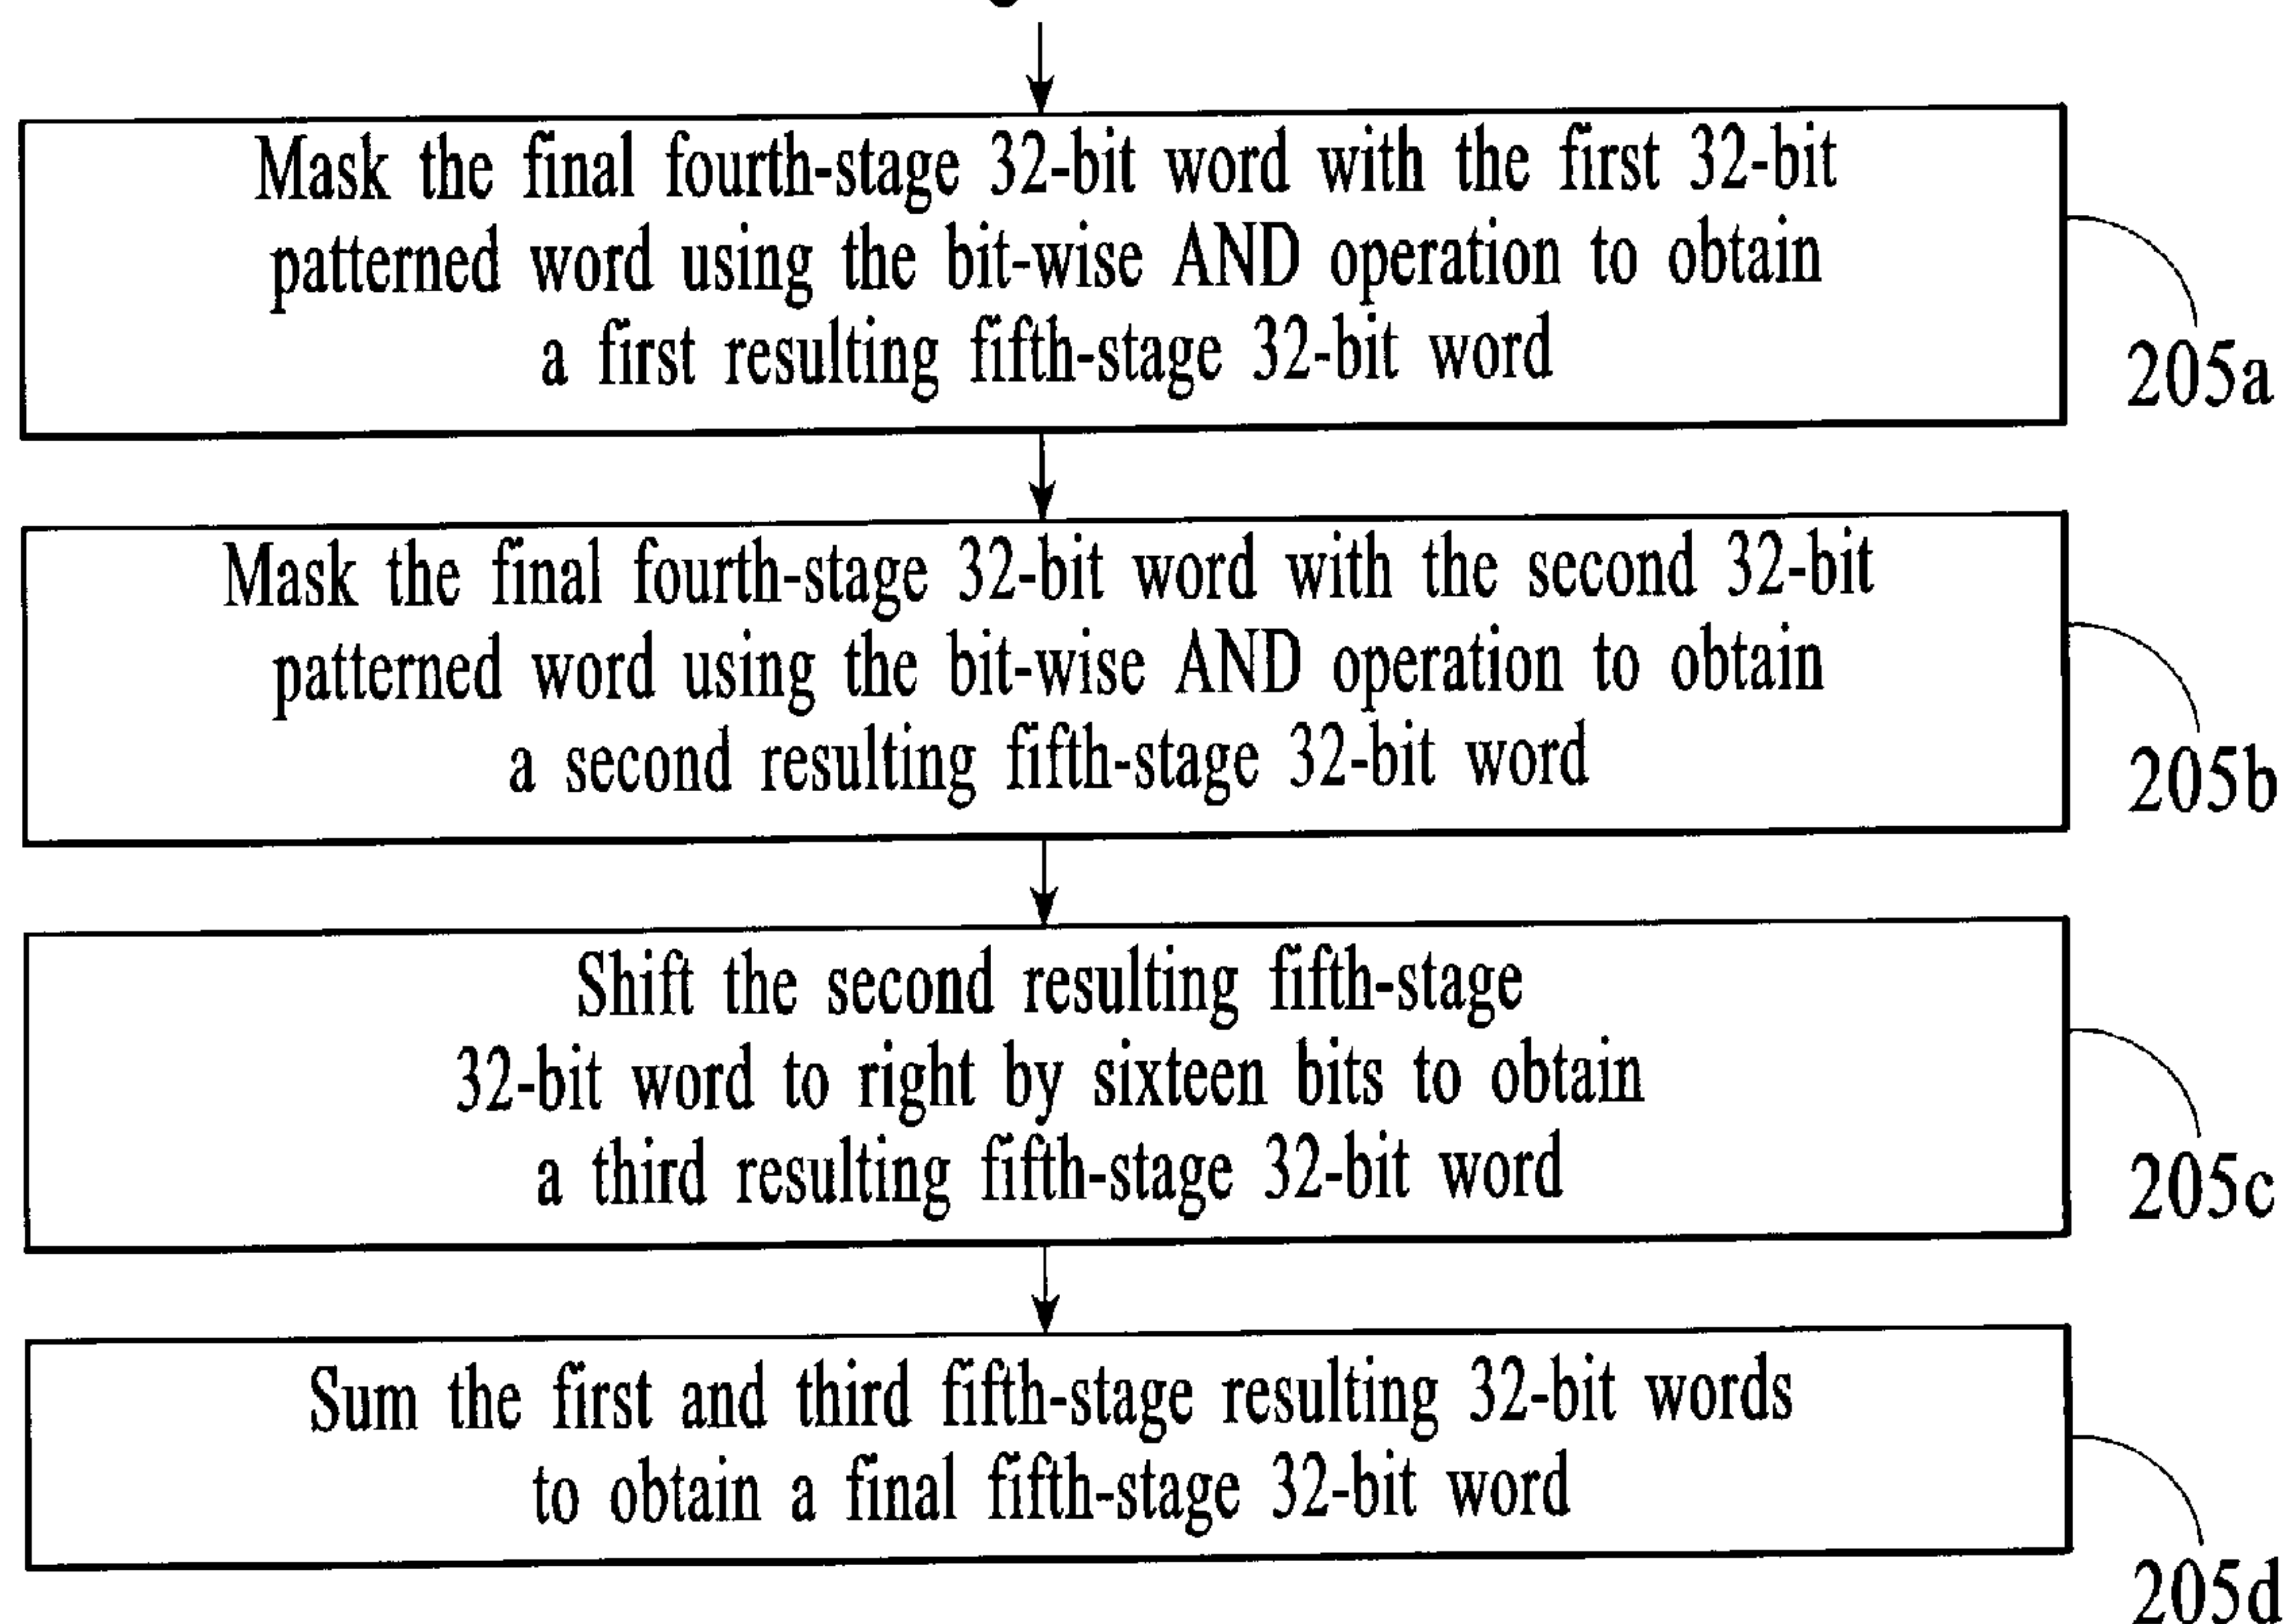 Mask the final fourth-stage 32-bit word with the first 32-bit
patterned word using the bit-wise AND operation to obtain
a first resulting fifth-stage 32-bit word
205a
Mask the final fourth-stage 32-bit word with the second 32-bit
patterned word using the bit-wise AND operation to obtain
a second resulting fifth-stage 32-bit word
205b
Shift the second resulting fifth-stage
32-bit word to right by sixteen bits to obtain
a third resulting fifth-stage 32-bit word
205c
Sum the first and third fifth-stage resulting 32-bit words
to obtain a final fifth-stage 32-bit word
205d